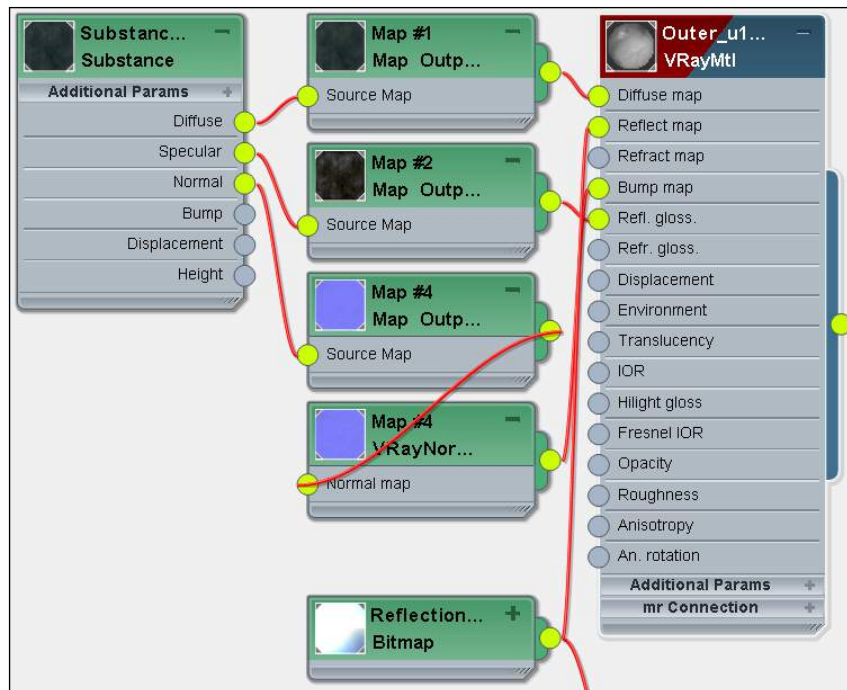 Substanc...
Substance
Additional Params
Diffuse
Specular
Normal
Bump
Displacement
Height
Map #1
Map Outp...
Source Map
Map #2
Map Outp...
Source Map
Map #4
Map Outp...
Source Map
Map #4
VRayNor...
Normal map
Reflection...
Bitmap
Outer_u1...
VRayMtl
Diffuse map
Reflect map
Refract map
Bump map
Refl. gloss.
Refr. gloss.
Displacement
Environment
Translucency
IOR
Hilight gloss
Fresnel IOR
Opacity
Roughness
Anisotropy
An. rotation
Additional Params
mr Connection